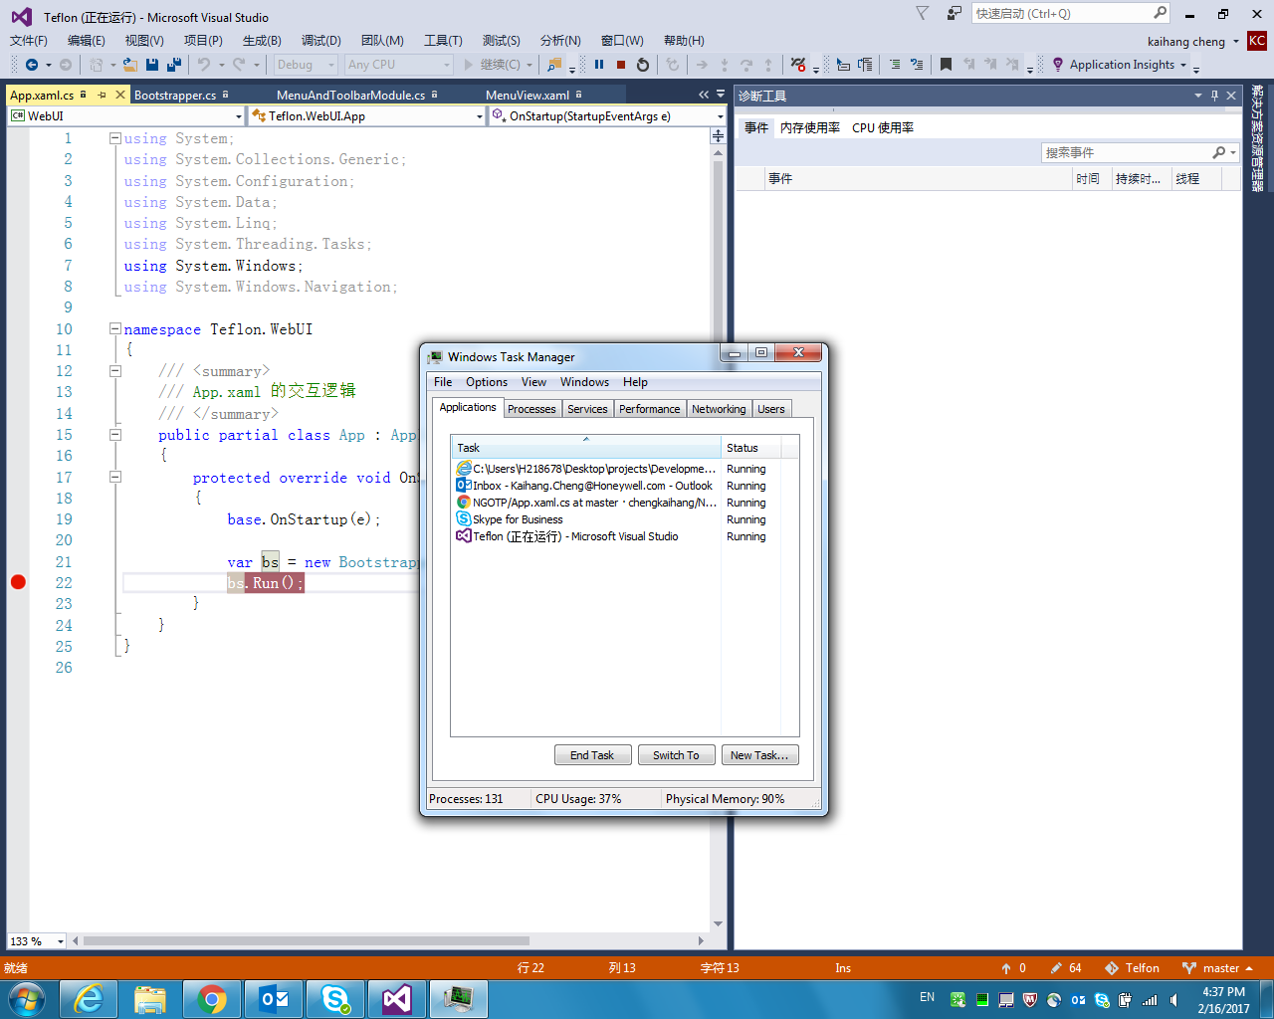 Teflon (正在运行) - Microsoft Visual Studio
快速启动 (Ctrl+Q)
文件(F) 编辑(E) 视图(V) 项目(P) 生成(B) 调试(D) 团队(M) 工具(T) 测试(S) 分析(N) 窗口(W) 帮助(H)
kaihang cheng KC
Debug Any CPU 继续(C) Application Insights
App.xaml.cs Bootstrapper.cs MenuAndToolbarModule.cs MenuView.xaml
WebUI Teflon.WebUI.App OnStartup(StartupEventArgs e)
1 using System;
2 using System.Collections.Generic;
3 using System.Configuration;
4 using System.Data;
5 using System.Linq;
6 using System.Threading.Tasks;
7 using System.Windows;
8 using System.Windows.Navigation;
9
10 namespace Teflon.WebUI
11 {
12 /// <summary>
13 /// App.xaml 的交互逻辑
14 /// </summary>
15 public partial class App : App
16 {
17 protected override void OnS
18 {
19 base.OnStartup(e);
20
21 var bs = new Bootstrapp
22 bs.Run();
23 }
24 }
25 }
26
133 %
诊断工具
事件 内存使用率 CPU 使用率
搜索事件
事件 时间 持续时... 线程
解决方案资源管理器
Windows Task Manager
File Options View Windows Help
Applications Processes Services Performance Networking Users
Task Status
C:\Users\H218678\Desktop\projects\Developme... Running
Inbox - Kaihang.Cheng@Honeywell.com - Outlook Running
NGOTP/App.xaml.cs at master · chengkaihang/N... Running
Skype for Business Running
Teflon (正在运行) - Microsoft Visual Studio Running
End Task Switch To New Task...
Processes: 131 CPU Usage: 37% Physical Memory: 90%
就绪 行 22 列 13 字符 13 Ins 0 64 Telfon master
EN
4:37 PM
2/16/2017